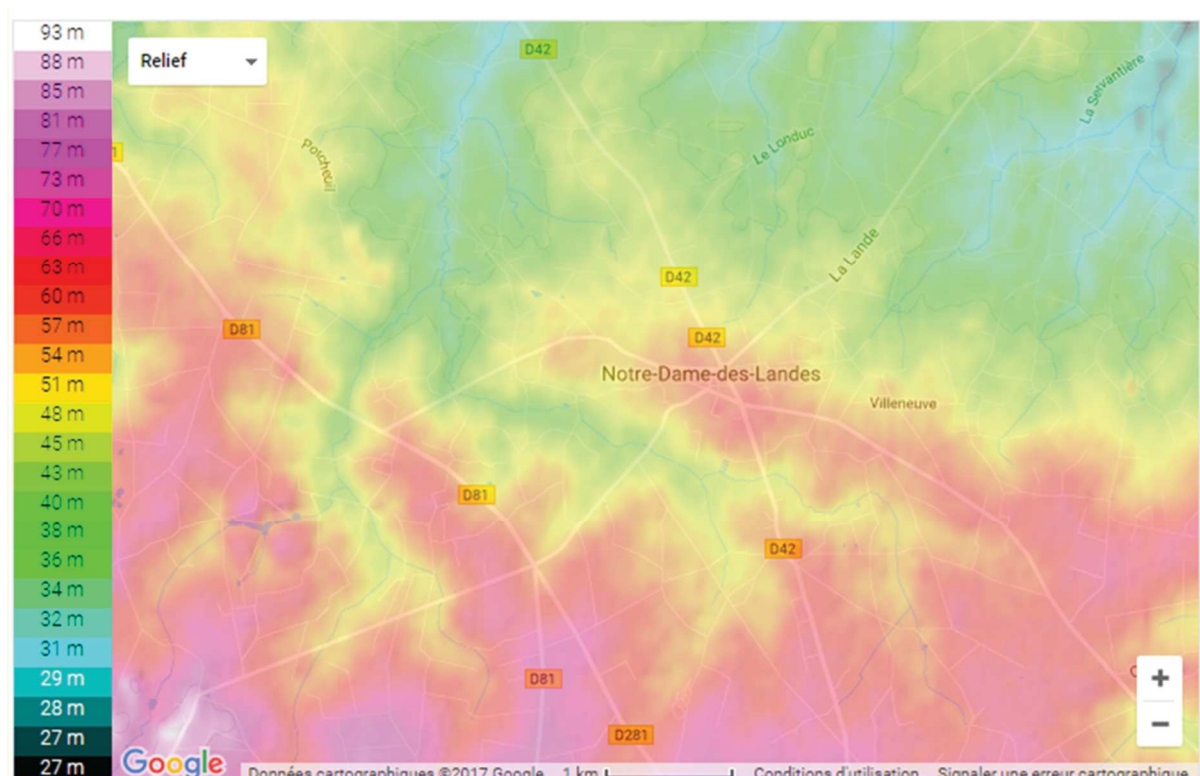 93 m
88 m
85 m
81 m
77 m
73 m
70 m
66 m
63 m
60 m
57 m
54 m
51 m
48 m
45 m
43 m
40 m
38 m
36 m
34 m
32 m
31 m
29 m
28 m
27 m
27 m
Relief
D42
La Servantière
Polcheuil
Le Londuc
La Lande
D42
D81
D42
Notre-Dame-des-Landes
Villeneuve
D81
D42
D81
D281
+
−
Google
Données cartographiques ©2017 Google 1 km Conditions d'utilisation Signaler une erreur cartographique